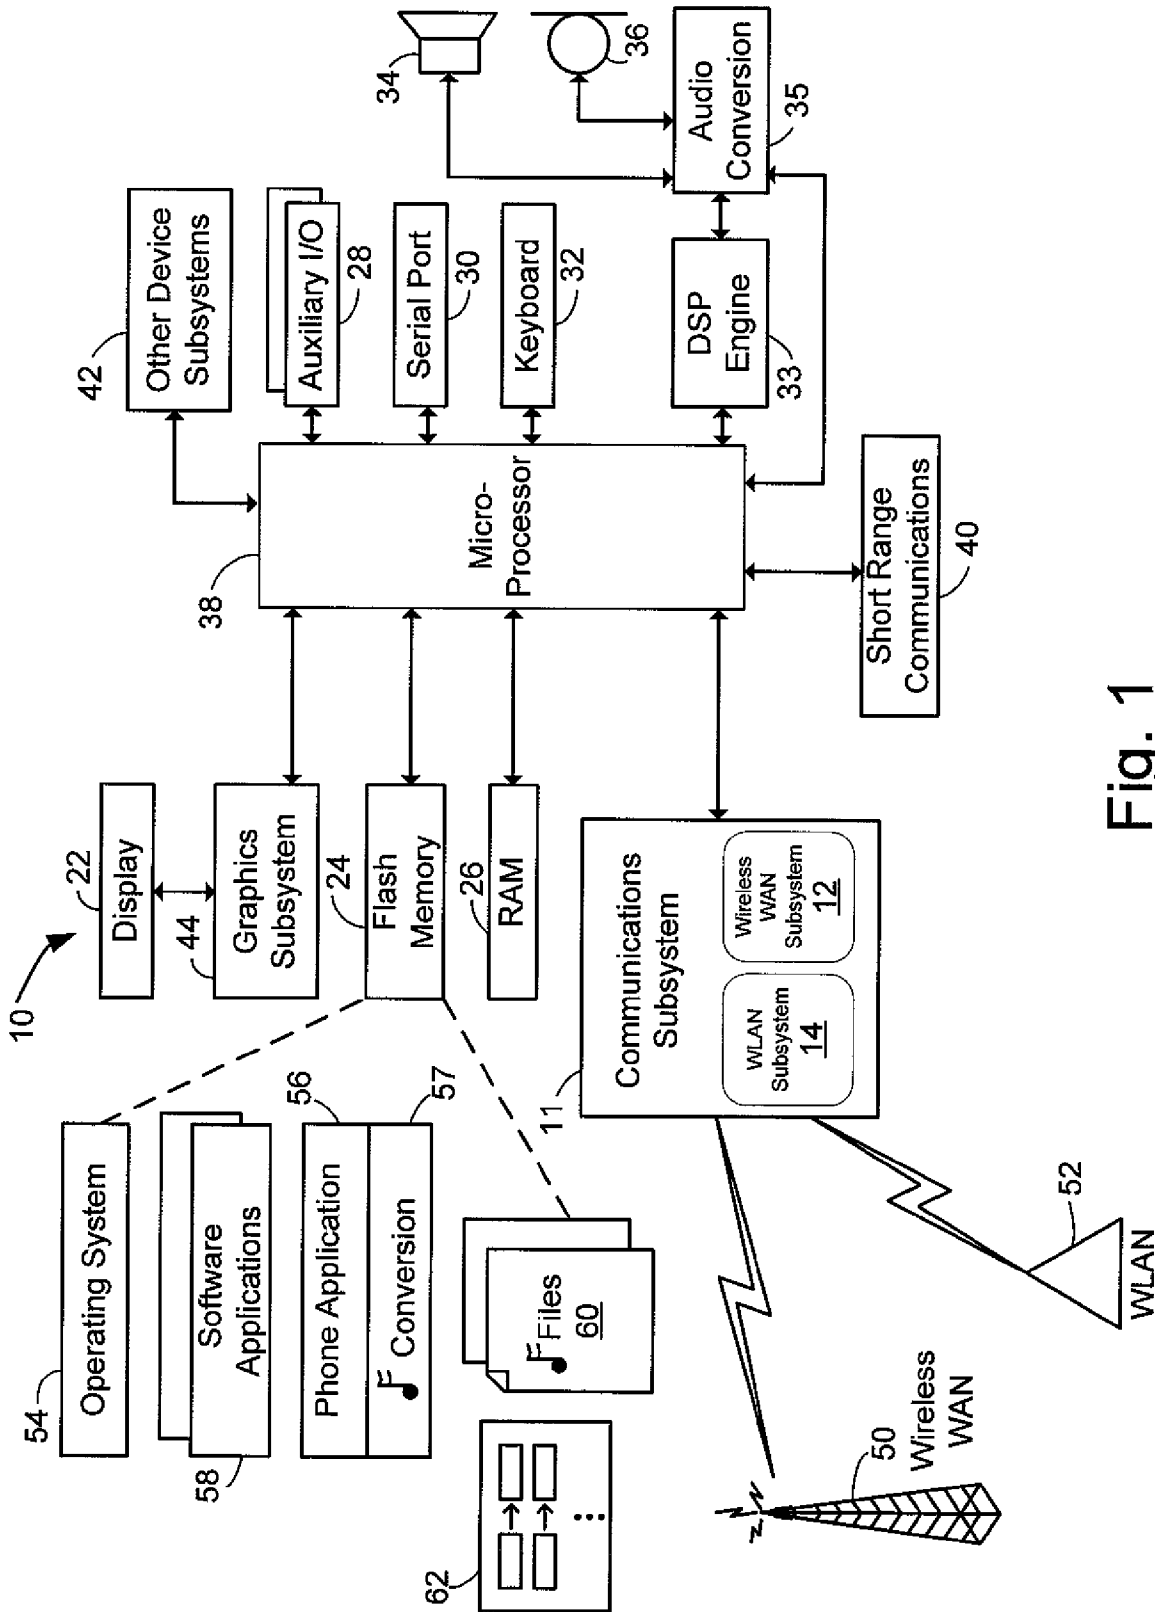 10
22
Display
44
Graphics
Subsystem
24
Flash
Memory
26
RAM
38
Micro-
Processor
42
Other Device
Subsystems
Auxiliary I/O
28
Serial Port
30
Keyboard
32
DSP
Engine
33
34
36
Audio
Conversion
35
54
Operating System
Software
Applications
58
56
Phone Application
57
Conversion
Files
60
62
11
Communications
Subsystem
WLAN
Subsystem
14
Wireless
WAN
Subsystem
12
Short Range
Communications
40
50
Wireless
WAN
52
WLAN
Fig. 1